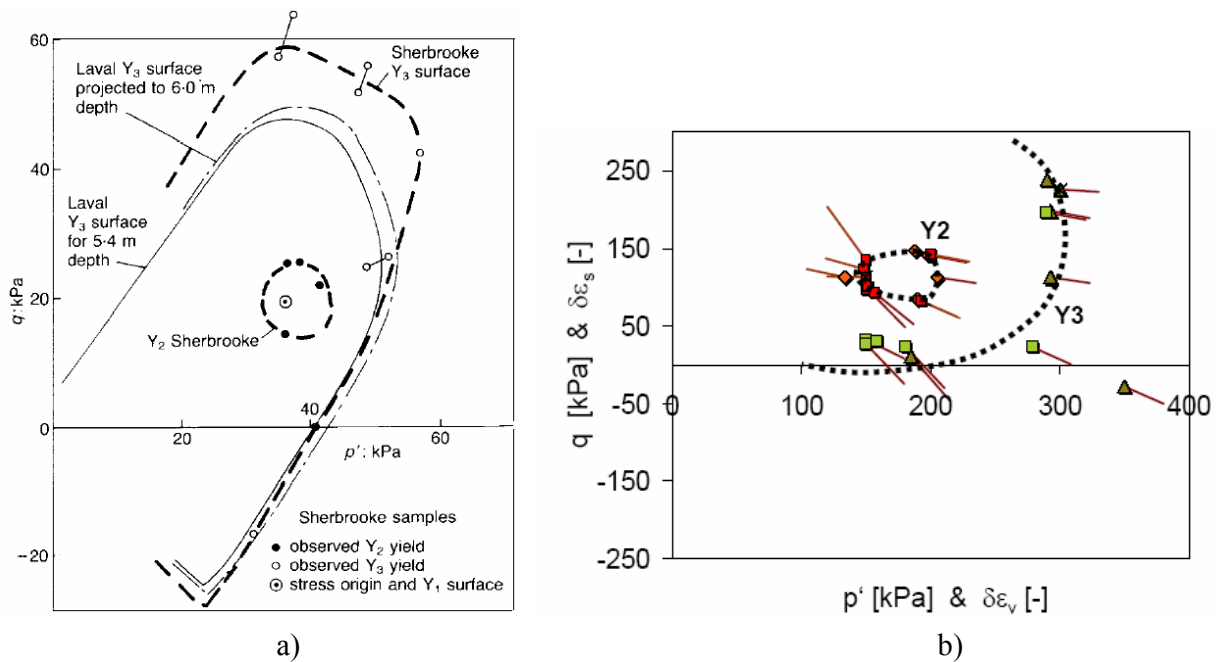 60
40
20
0
-20
q: kPa
Laval Y3 surface
projected to 6·0 m
depth
Sherbrooke
Y3 surface
Laval
Y3 surface
for 5·4 m
depth
Y2 Sherbrooke
20
40
60
p′: kPa
Sherbrooke samples
● observed Y2 yield
○ observed Y3 yield
⊙ stress origin and Y1 surface
a)
250
150
50
-50
-150
-250
q [kPa] & δεs [-]
Y2
Y3
0
100
200
300
400
p' [kPa] & δεv [-]
b)